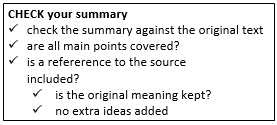 CHECK your summary
✓ check the summary against the original text
✓ are all main points covered?
✓ is a refererence to the source
included?
✓ is the original meaning kept?
✓ no extra ideas added